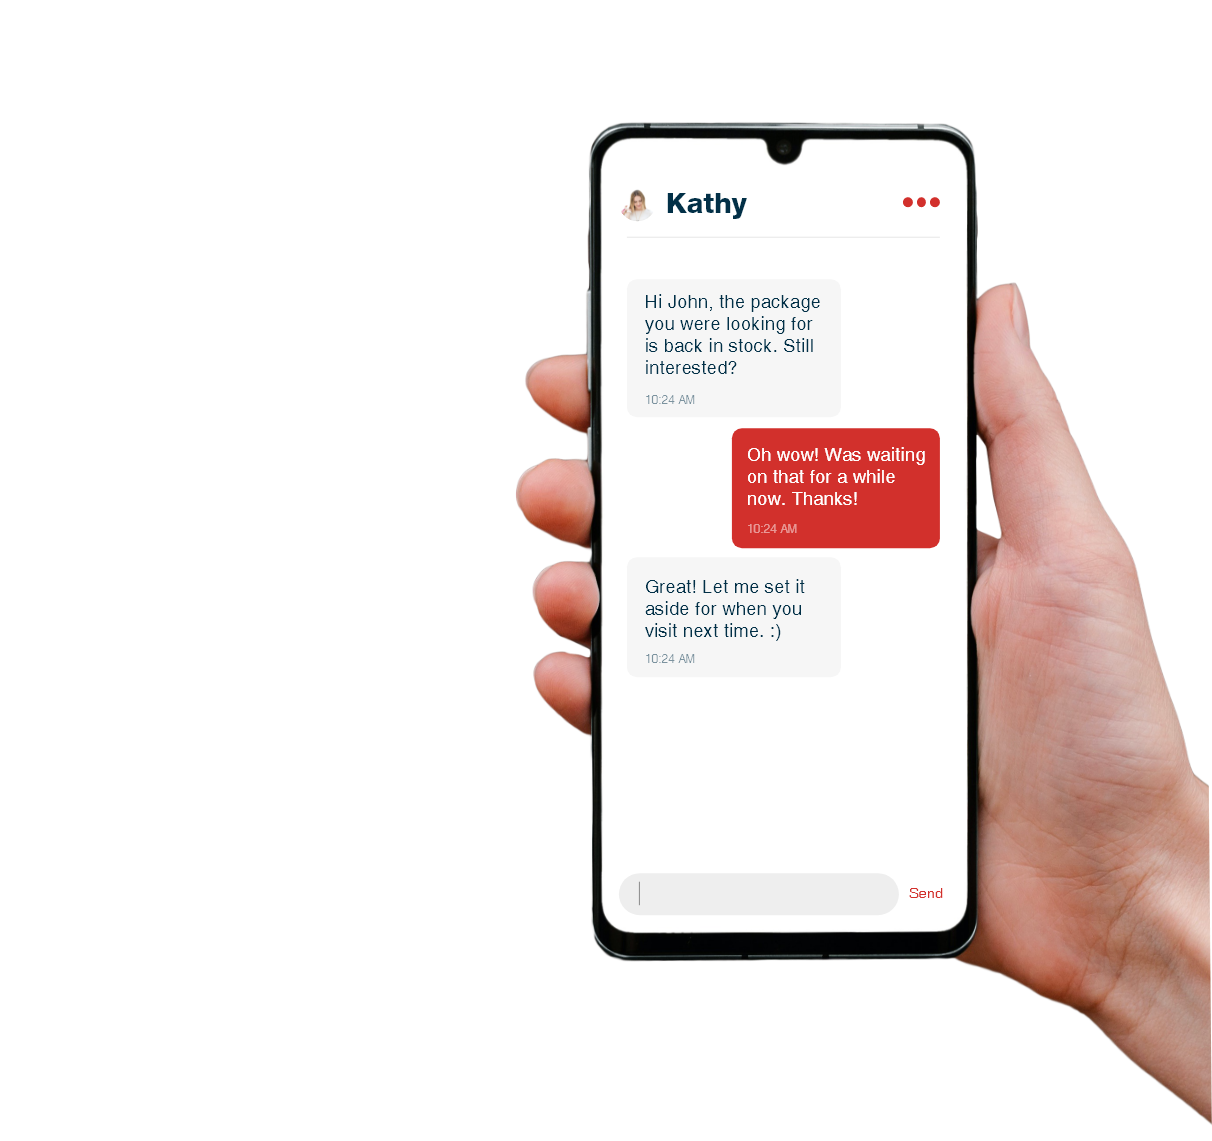 Kathy
Hi John, the package
you were looking for
is back in stock. Still
interested?
10:24 AM
Oh wow! Was waiting
on that for a while
now. Thanks!
10:24 AM
Great! Let me set it
aside for when you
visit next time. :)
10:24 AM
Send